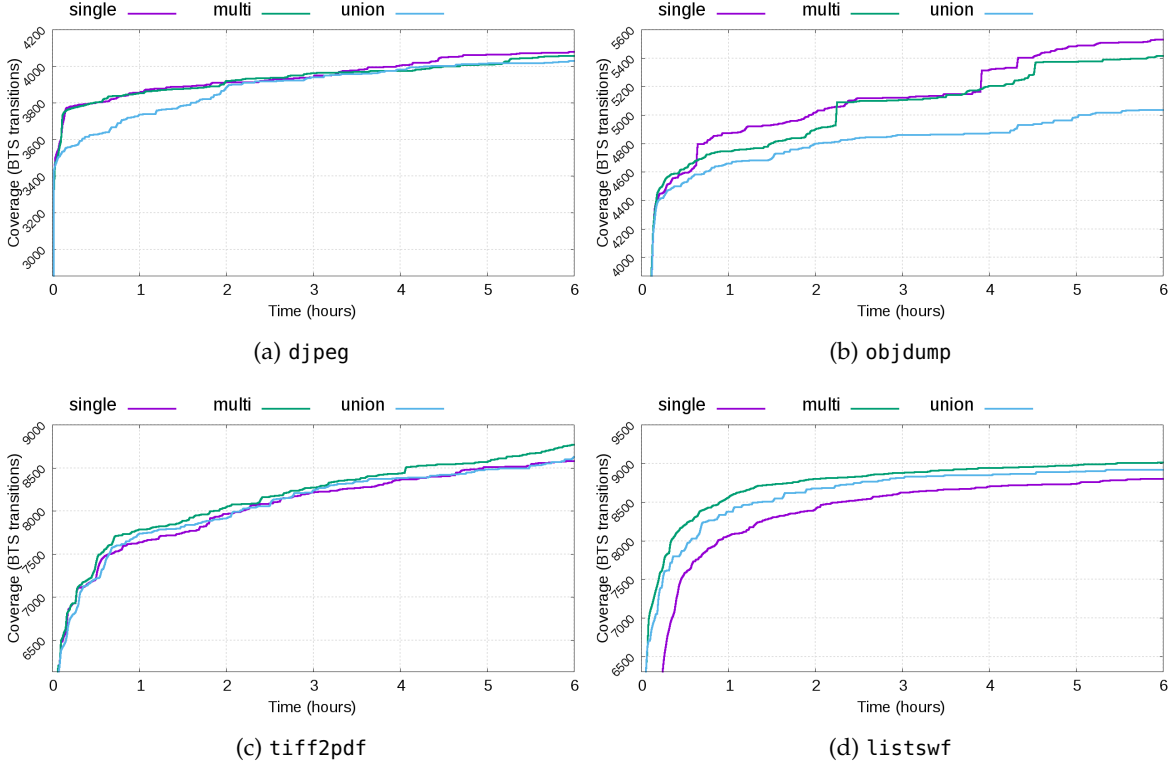 single multi union
Coverage (BTS transitions)
4200
4000
3800
3600
3400
3200
3000
0 1 2 3 4 5 6
Time (hours)
(a) djpeg
single multi union
Coverage (BTS transitions)
5600
5400
5200
5000
4800
4600
4400
4200
4000
0 1 2 3 4 5 6
Time (hours)
(b) objdump
single multi union
Coverage (BTS transitions)
9000
8500
8000
7500
7000
6500
0 1 2 3 4 5 6
Time (hours)
(c) tiff2pdf
single multi union
Coverage (BTS transitions)
9500
9000
8500
8000
7500
7000
6500
0 1 2 3 4 5 6
Time (hours)
(d) listswf